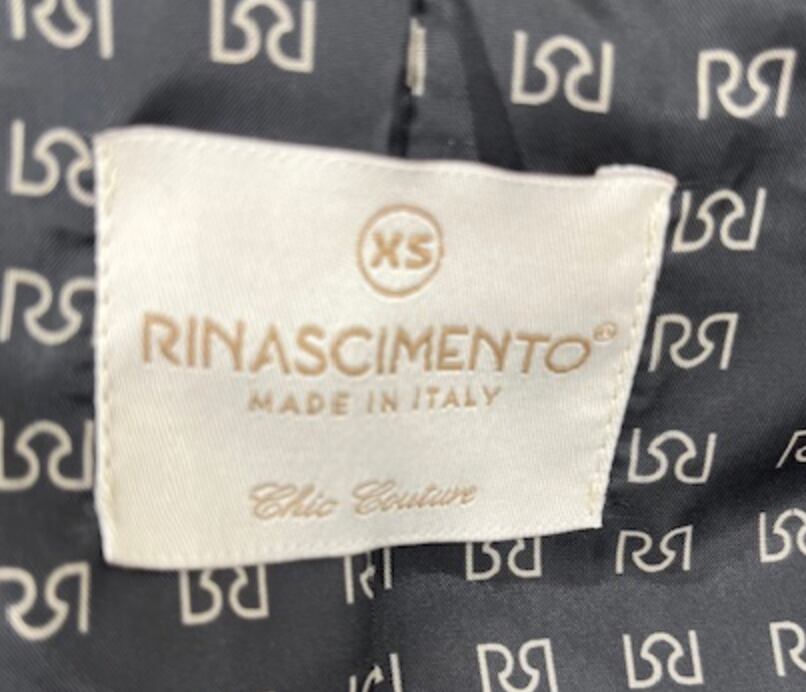 XS
RINASCIMENTO®
MADE IN ITALY
Chic Couture